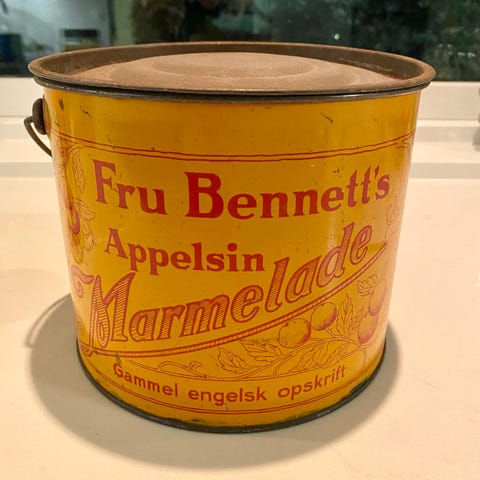 Fru Bennett's
Appelsin
Marmelade
Gammel engelsk opskrift